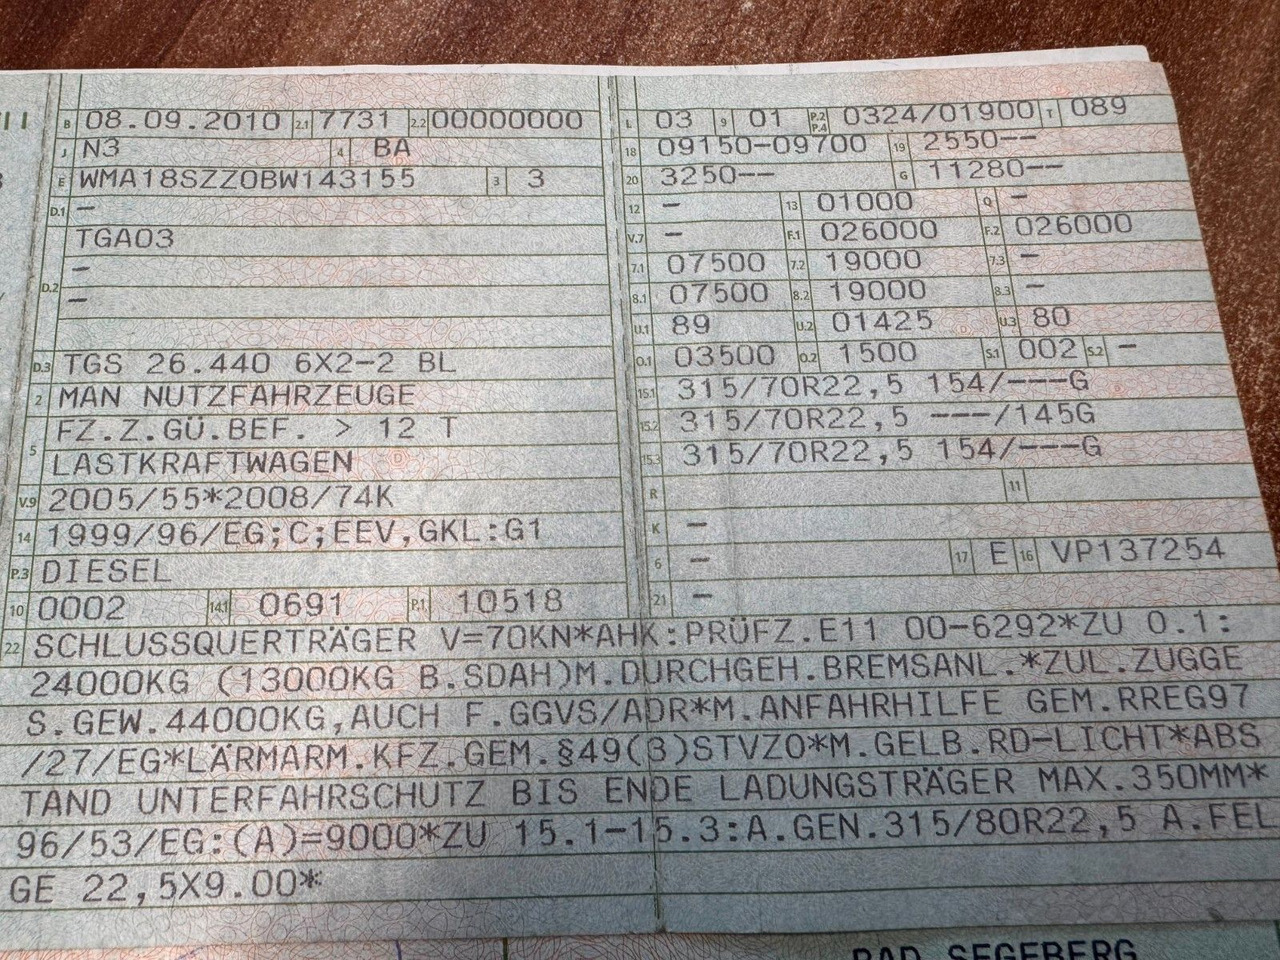 B 08.09.2010 2.1 7731 2.2 00000000
J N3 4 BA
E WMA18SZZ0BW143155 3 3
D.1 –
TGA03
D.2 –
–
D.3 TGS 26.440 6X2-2 BL
2 MAN NUTZFAHRZEUGE
5 FZ.Z.GÜ.BEF. > 12 T
LASTKRAFTWAGEN
V.9 2005/55*2008/74K
14 1999/96/EG;C;EEV,GKL:G1
P.3 DIESEL
10 0002 14.1 0691 P.1 10518
L 03 9 01 P.2 P.4 0324/01900 T 089
18 09150-09700 19 2550--
20 3250-- G 11280--
12 – 13 01000 Q –
V.7 – F.1 026000 F.2 026000
7.1 07500 7.2 19000 7.3 –
8.1 07500 8.2 19000 8.3 –
U.1 89 U.2 01425 U.3 80
O.1 03500 O.2 1500 S.1 002 S.2 –
15.1 315/70R22,5 154/---G
15.2 315/70R22,5 ---/145G
15.3 315/70R22,5 154/---G
R 11
K –
6 – 17 E 16 VP137254
21 –
22 SCHLUSSQUERTRÄGER V=70KN*AHK:PRÜFZ.E11 00-6292*ZU O.1:
24000KG (13000KG B.SDAH)M.DURCHGEH.BREMSANL.*ZUL.ZUGGE
S.GEW.44000KG,AUCH F.GGVS/ADR*M.ANFAHRHILFE GEM.RREG97
/27/EG*LÄRMARM.KFZ.GEM.§49(3)STVZO*M.GELB.RD-LICHT*ABS
TAND UNTERFAHRSCHUTZ BIS ENDE LADUNGSTRÄGER MAX.350MM*
96/53/EG:(A)=9000*ZU 15.1-15.3:A.GEN.315/80R22,5 A.FEL
GE 22,5X9.00*
BAD SEGEBERG